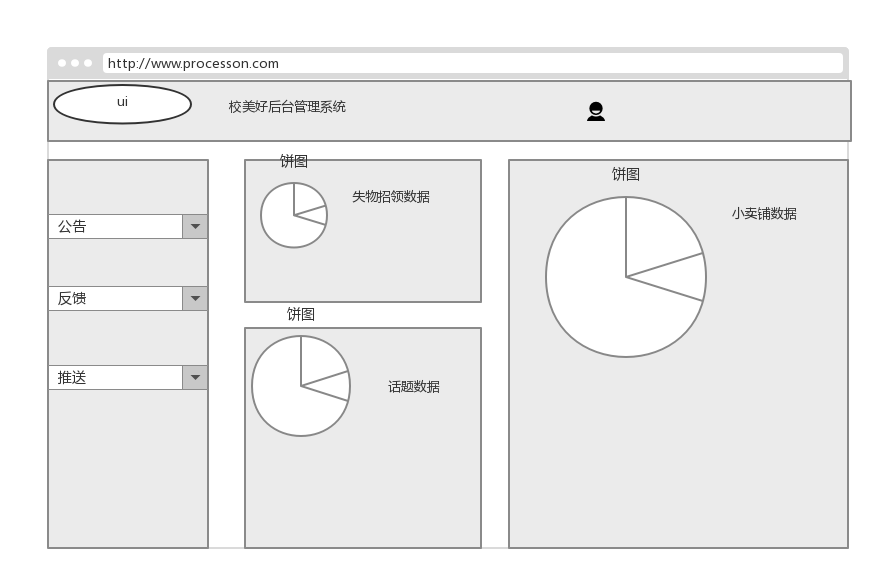 http://www.processon.com
ui
校美好后台管理系统
公告
反馈
推送
饼图
失物招领数据
饼图
话题数据
饼图
小卖铺数据